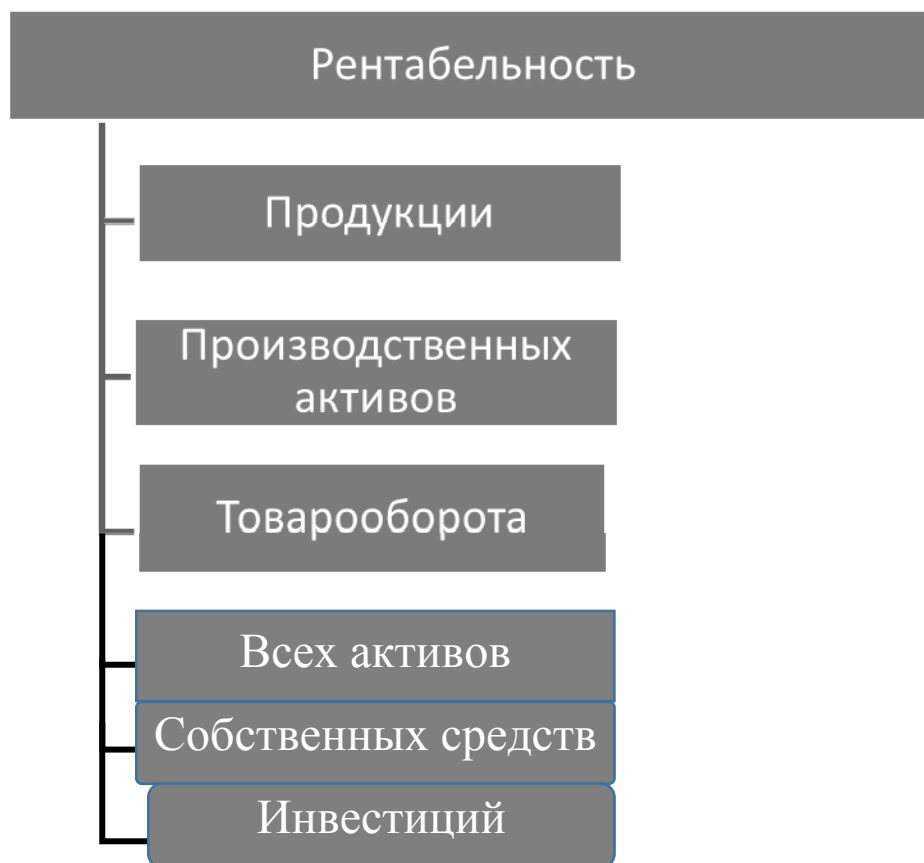 Рентабельность
Продукции
Производственных
активов
Товарооборота
Всех активов
Собственных средств
Инвестиций